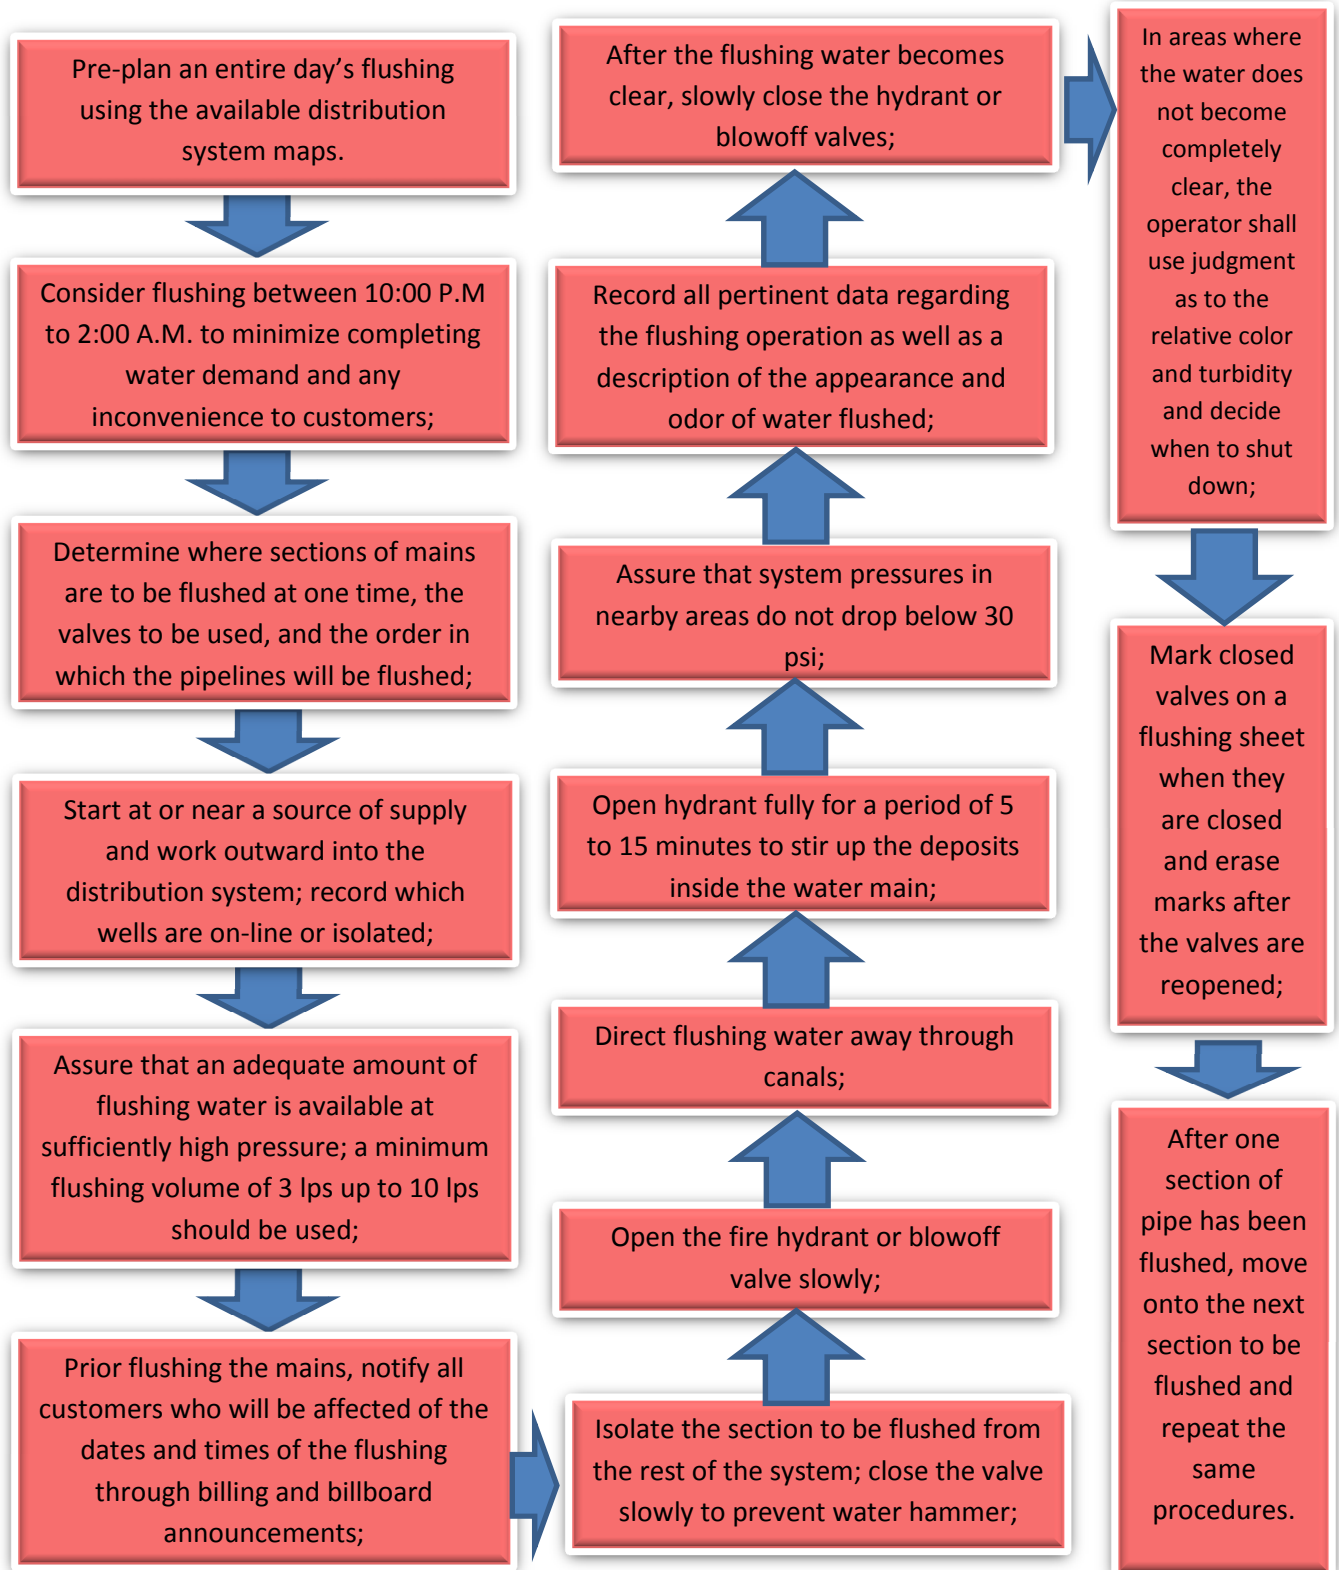 Pre-plan an entire day's flushing
using the available distribution
system maps.
Consider flushing between 10:00 P.M
to 2:00 A.M. to minimize completing
water demand and any
inconvenience to customers;
Determine where sections of mains
are to be flushed at one time, the
valves to be used, and the order in
which the pipelines will be flushed;
Start at or near a source of supply
and work outward into the
distribution system; record which
wells are on-line or isolated;
Assure that an adequate amount of
flushing water is available at
sufficiently high pressure; a minimum
flushing volume of 3 lps up to 10 lps
should be used;
Prior flushing the mains, notify all
customers who will be affected of the
dates and times of the flushing
through billing and billboard
announcements;
Isolate the section to be flushed from
the rest of the system; close the valve
slowly to prevent water hammer;
Open the fire hydrant or blowoff
valve slowly;
Direct flushing water away through
canals;
Open hydrant fully for a period of 5
to 15 minutes to stir up the deposits
inside the water main;
Assure that system pressures in
nearby areas do not drop below 30
psi;
Record all pertinent data regarding
the flushing operation as well as a
description of the appearance and
odor of water flushed;
After the flushing water becomes
clear, slowly close the hydrant or
blowoff valves;
In areas where
the water does
not become
completely
clear, the
operator shall
use judgment
as to the
relative color
and turbidity
and decide
when to shut
down;
Mark closed
valves on a
flushing sheet
when they
are closed
and erase
marks after
the valves are
reopened;
After one
section of
pipe has been
flushed, move
onto the next
section to be
flushed and
repeat the
same
procedures.